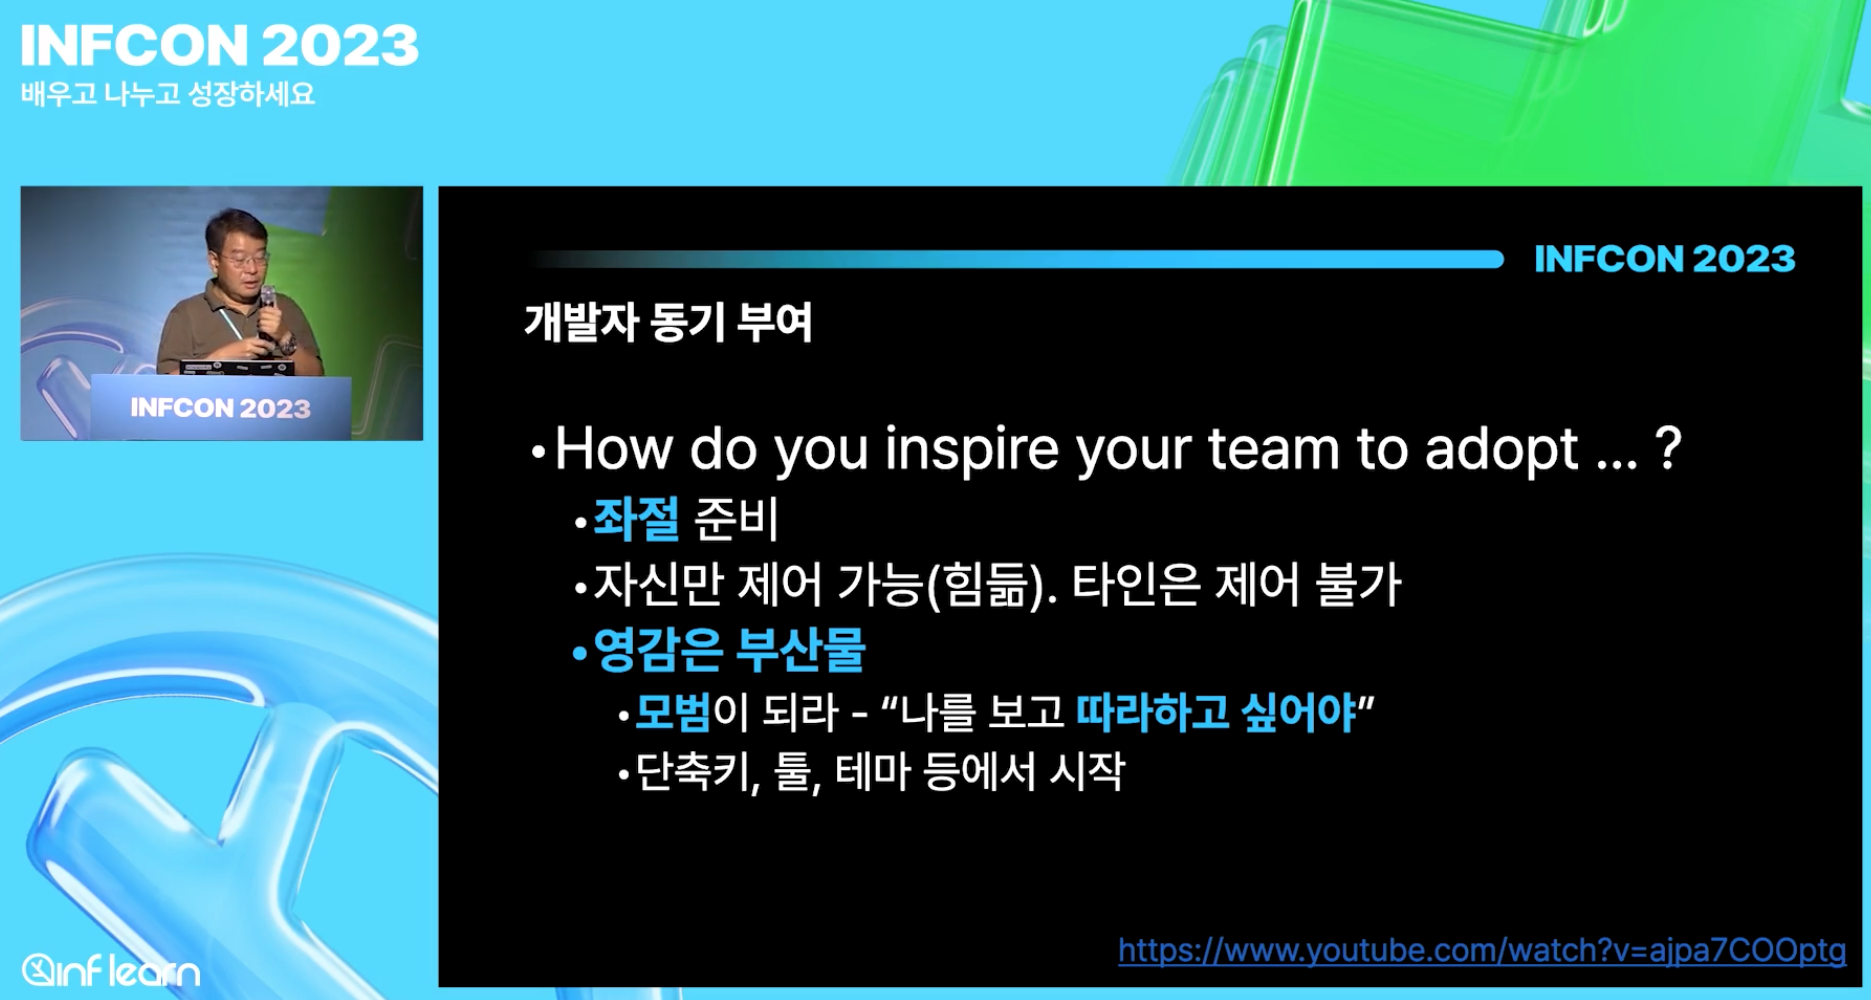 INFCON 2023
배우고 나누고 성장하세요
INFCON 2023
INFCON 2023
개발자 동기 부여
•How do you inspire your team to adopt ... ?
•좌절 준비
•자신만 제어 가능(힘듦). 타인은 제어 불가
•영감은 부산물
•모범이 되라 - “나를 보고 따라하고 싶어야”
•단축키, 툴, 테마 등에서 시작
https://www.youtube.com/watch?v=ajpa7COOptg
inflearn